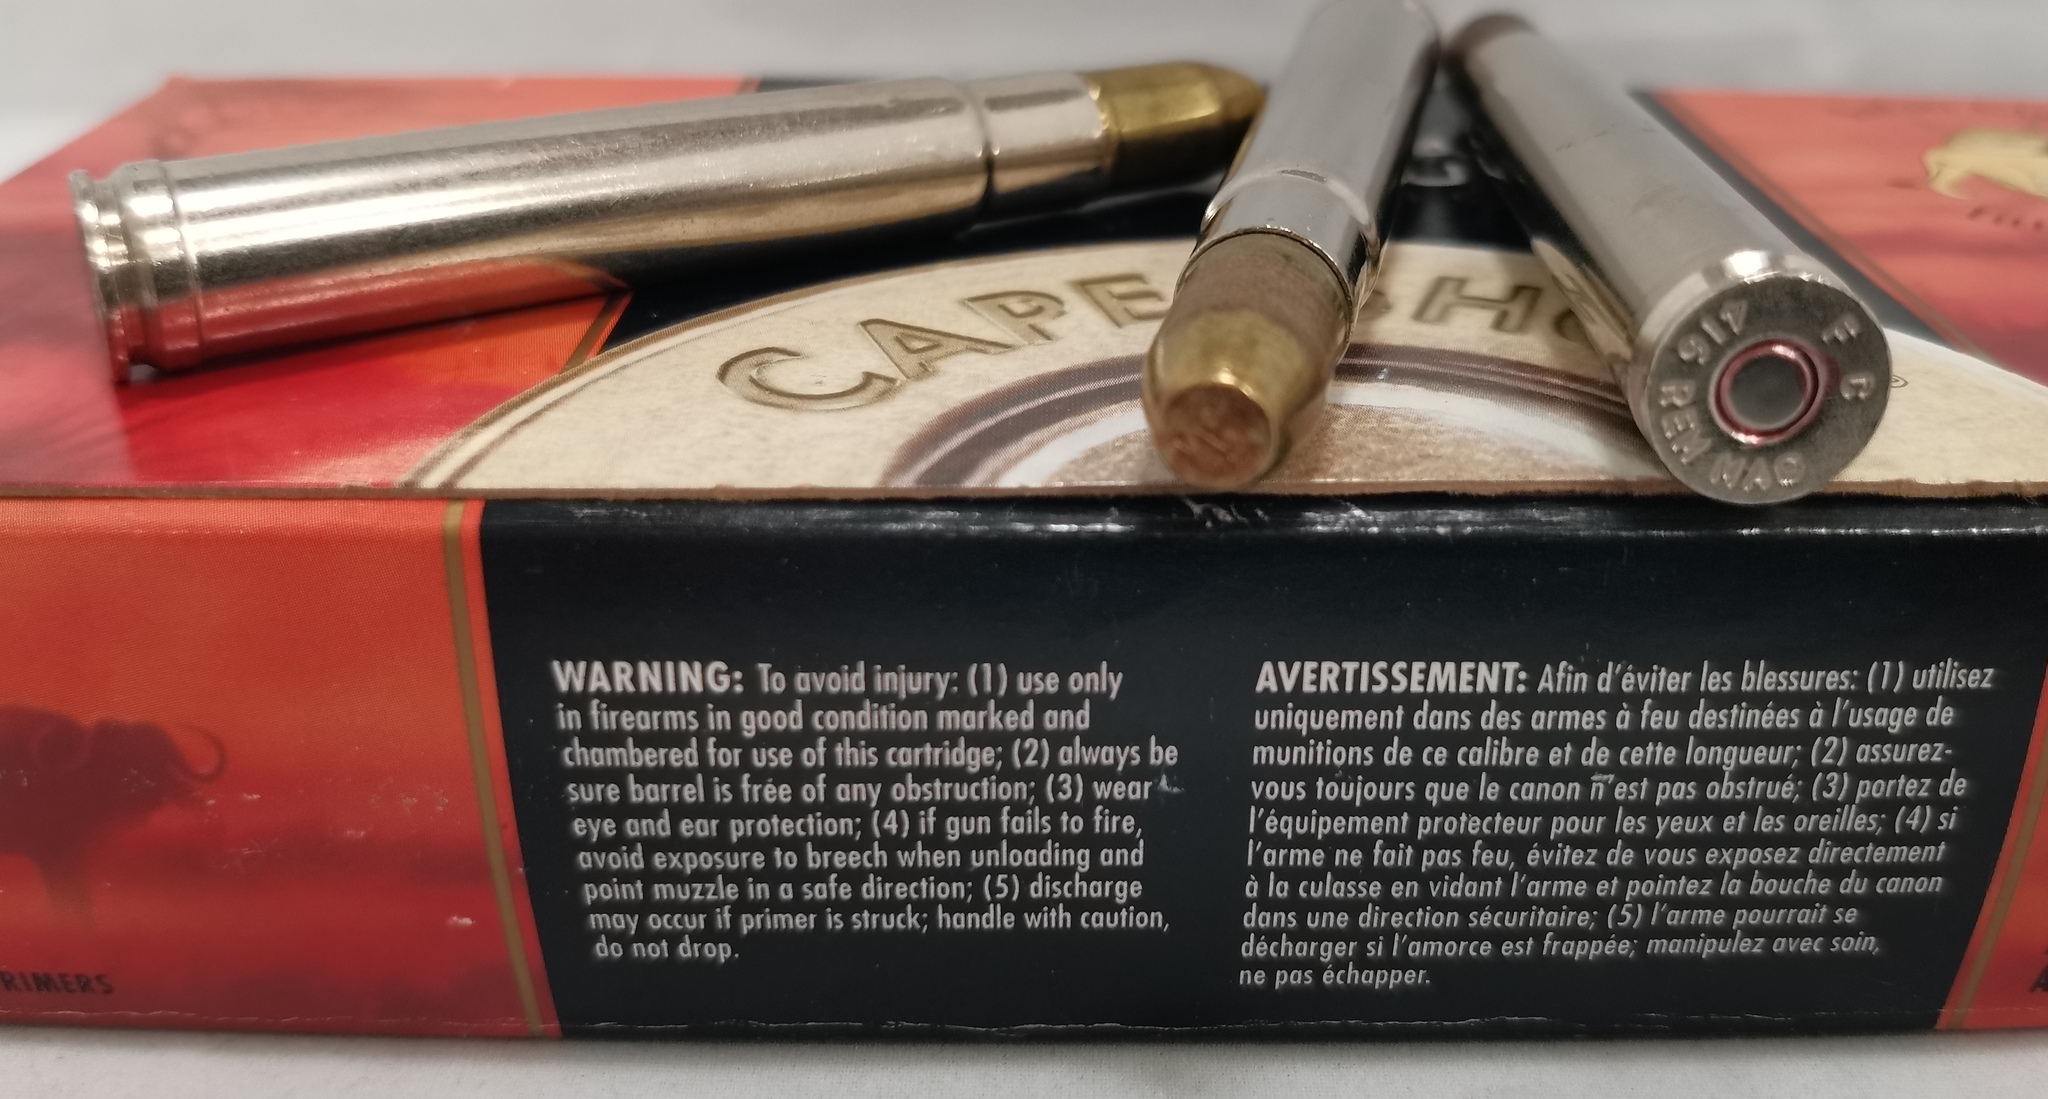 CAPE SHO
F C
416 REM MAG
WARNING: To avoid injury: (1) use only
in firearms in good condition marked and
chambered for use of this cartridge; (2) always be
sure barrel is free of any obstruction; (3) wear
eye and ear protection; (4) if gun fails to fire,
avoid exposure to breech when unloading and
point muzzle in a safe direction; (5) discharge
may occur if primer is struck; handle with caution,
do not drop.
AVERTISSEMENT: Afin d'éviter les blessures: (1) utilisez
uniquement dans des armes à feu destinées à l'usage de
munitions de ce calibre et de cette longueur; (2) assurez-
vous toujours que le canon n'est pas obstrué; (3) portez de
l'équipement protecteur pour les yeux et les oreilles; (4) si
l'arme ne fait pas feu, évitez de vous exposez directement
à la culasse en vidant l'arme et pointez la bouche du canon
dans une direction sécuritaire; (5) l'arme pourrait se
décharger si l'amorce est frappée; manipulez avec soin,
ne pas échapper.
RIMERS